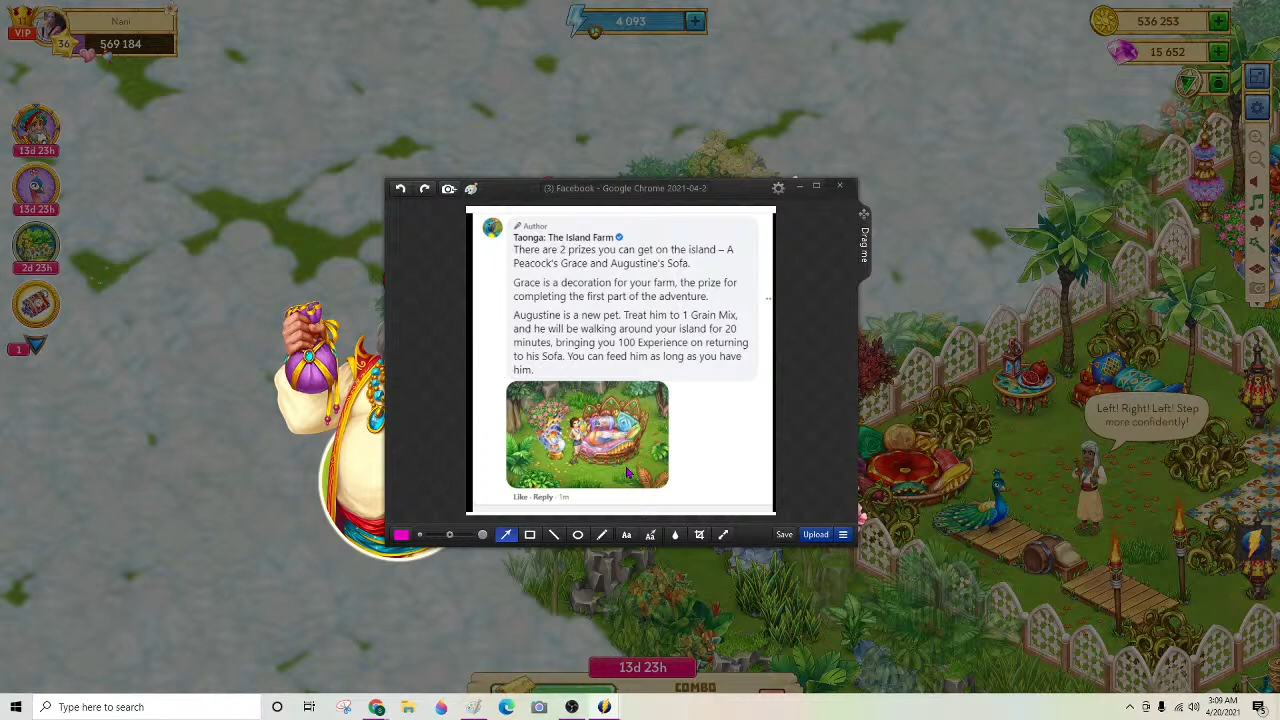 Nani
4 093
536 253
VIP
36
569 184
15 652
13d 23h
13d 23h
2d 23h
1
(3) Facebook - Google Chrome 2021-04-2
Drag me
Author
Taonga: The Island Farm
There are 2 prizes you can get on the island – A
Peacock's Grace and Augustine's Sofa.
Grace is a decoration for your farm, the prize for
completing the first part of the adventure.
Augustine is a new pet. Treat him to 1 Grain Mix,
and he will be walking around your island for 20
minutes, bringing you 100 Experience on returning
to his Sofa. You can feed him as long as you have
him.
Like · Reply · 1m
Left! Right! Left! Step
more confidently!
Aa
Aa
Save
Upload
13d 23h
COMBO
Type here to search
3:09 AM
4/20/2021